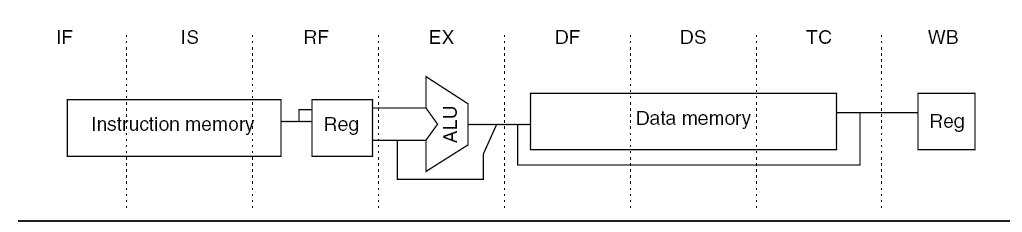 IF IS RF EX DF DS TC WB
Instruction memory Reg ALU Data memory Reg